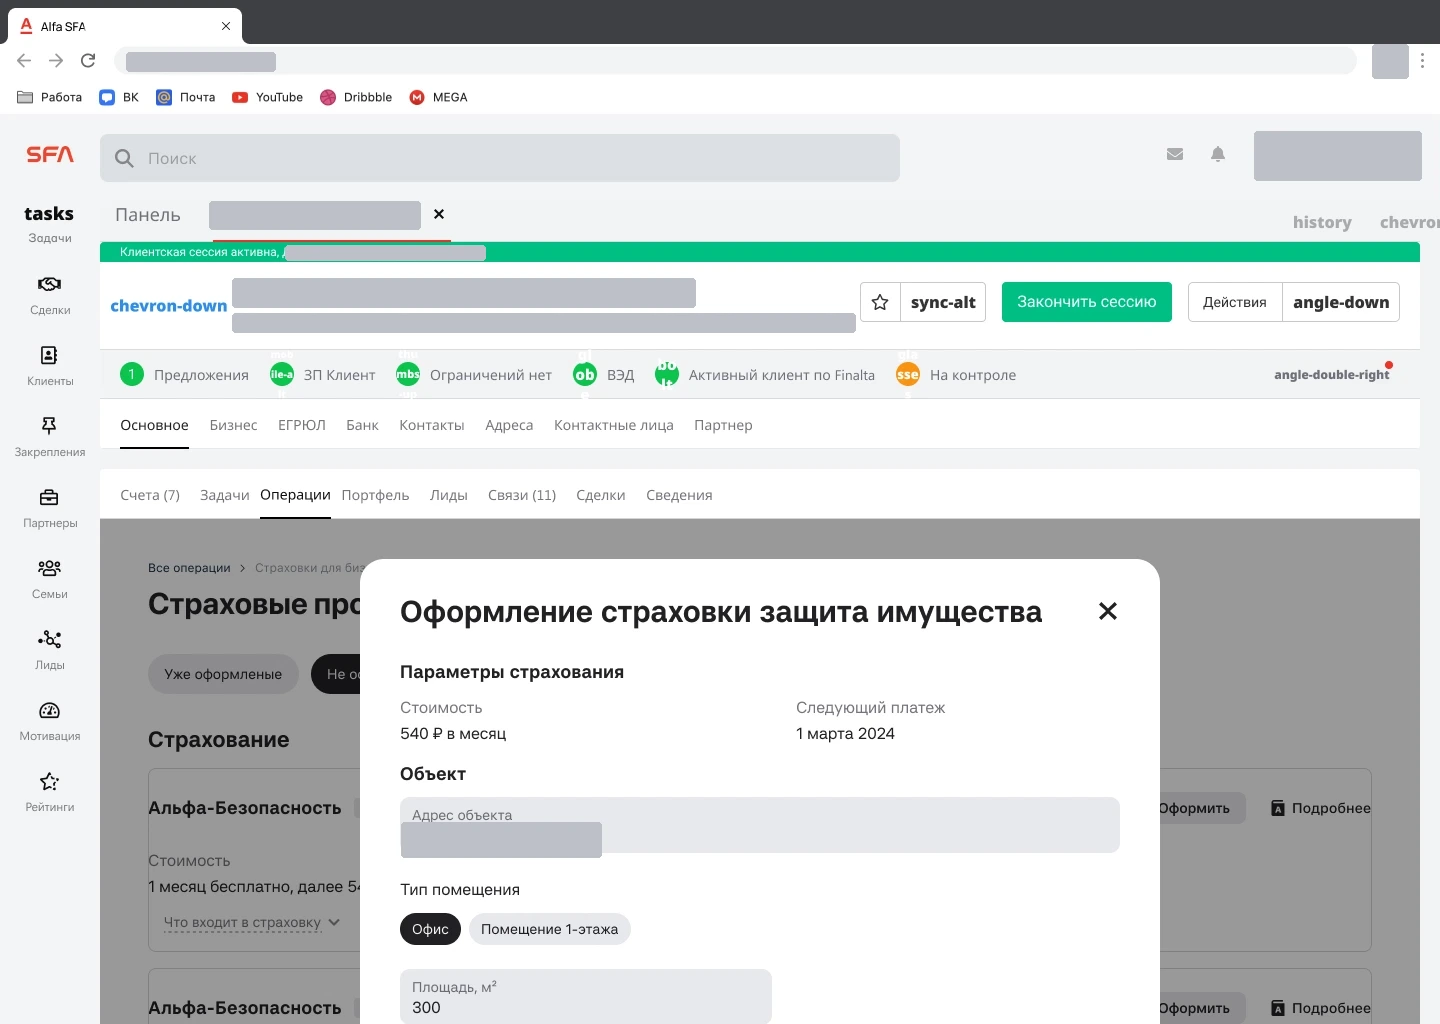 Alfa SFA
Работа ВК Почта YouTube Dribbble MEGA
SFA
Поиск
tasks
Задачи
Панель
history
Клиентская сессия активна,
Сделки
chevron-down
sync-alt
Закончить сессию
Действия
angle-down
1 Предложения
ЗП Клиент
mbs
Ограничений нет
ob
ВЭД
Активный клиент по Finalta
sse
На контроле
angle-double-right
Клиенты
Основное Бизнес ЕГРЮЛ Банк Контакты Адреса Контактные лица Партнер
Закрепления
Счета (7) Задачи Операции Портфель Лиды Связи (11) Сделки Сведения
Партнеры
Семьи
Лиды
Мотивация
Рейтинги
Все операции > Страховки для биз
Страховые про
Уже оформленые
Не о
Страхование
Альфа-Безопасность
Оформить
Подробнее
Стоимость
1 месяц бесплатно, далее 54
Что входит в страховку
Альфа-Безопасность
Оформить
Подробнее
Оформление страховки защита имущества
Параметры страхования
Стоимость
540 ₽ в месяц
Следующий платеж
1 марта 2024
Объект
Адрес объекта
Тип помещения
Офис
Помещение 1-этажа
Площадь, м²
300